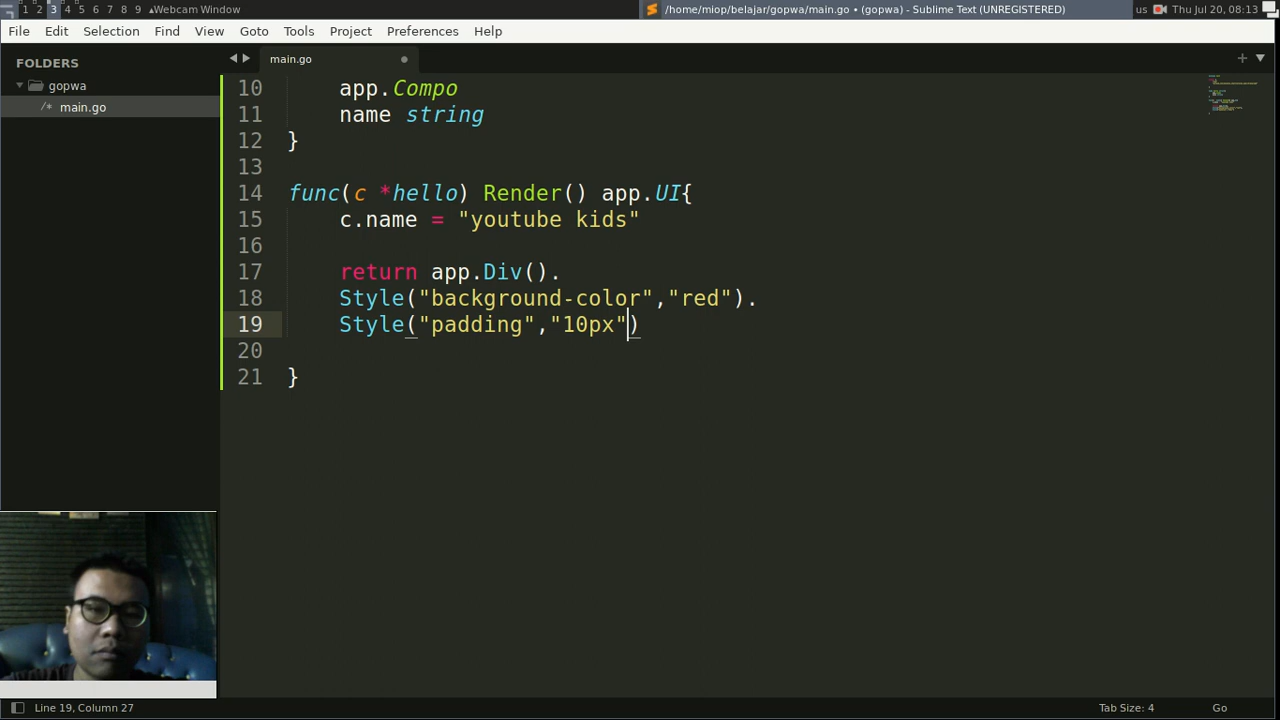 1 2 3 4 5 6 7 8 9 ▴Webcam Window
/home/miop/belajar/gopwa/main.go • (gopwa) - Sublime Text (UNREGISTERED)
us Thu Jul 20, 08:13
File Edit Selection Find View Goto Tools Project Preferences Help
FOLDERS
gopwa
/* main.go
main.go
10 app.Compo
11 name string
12 }
13
14 func(c *hello) Render() app.UI{
15 c.name = "youtube kids"
16
17 return app.Div().
18 Style("background-color","red").
19 Style("padding","10px")
20
21 }
Line 19, Column 27
Tab Size: 4
Go